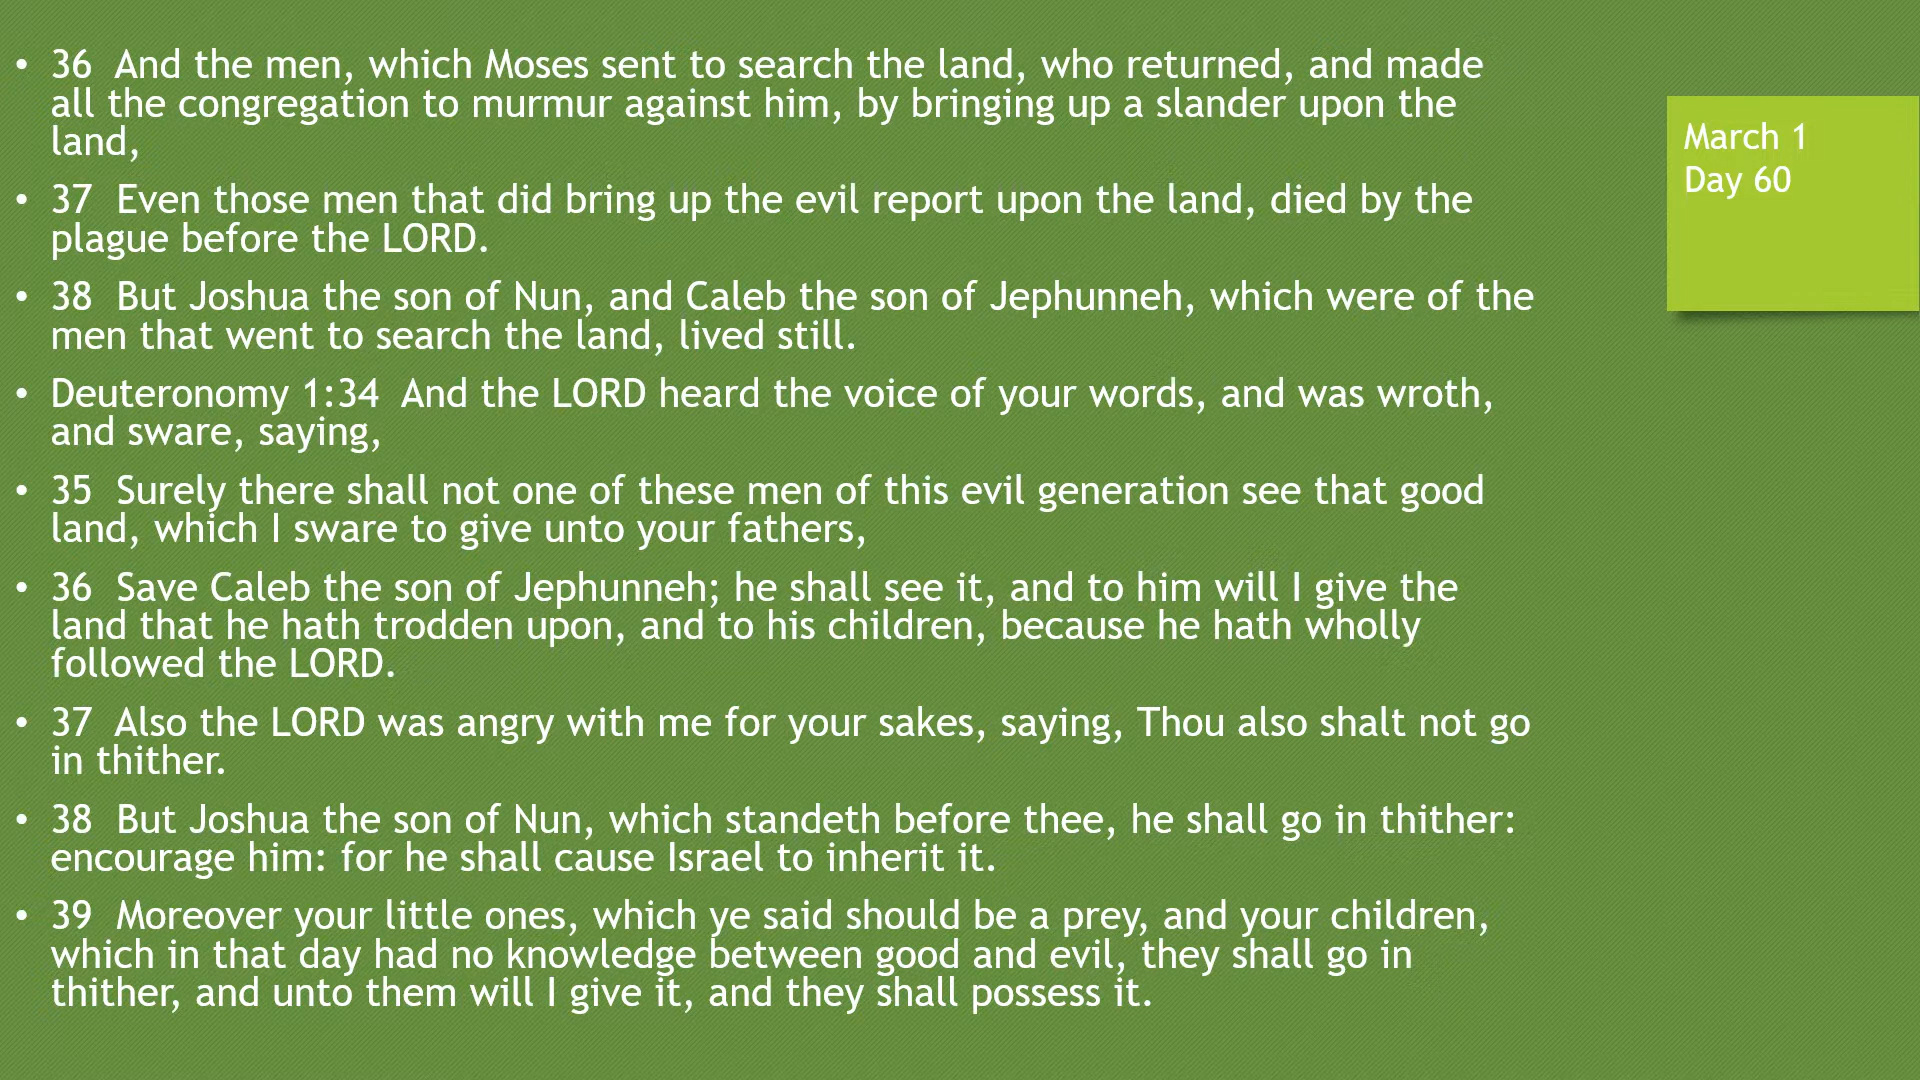 • 36  And the men, which Moses sent to search the land, who returned, and made
all the congregation to murmur against him, by bringing up a slander upon the
land,
• 37  Even those men that did bring up the evil report upon the land, died by the
plague before the LORD.
• 38  But Joshua the son of Nun, and Caleb the son of Jephunneh, which were of the
men that went to search the land, lived still.
• Deuteronomy 1:34  And the LORD heard the voice of your words, and was wroth,
and sware, saying,
• 35  Surely there shall not one of these men of this evil generation see that good
land, which I sware to give unto your fathers,
• 36  Save Caleb the son of Jephunneh; he shall see it, and to him will I give the
land that he hath trodden upon, and to his children, because he hath wholly
followed the LORD.
• 37  Also the LORD was angry with me for your sakes, saying, Thou also shalt not go
in thither.
• 38  But Joshua the son of Nun, which standeth before thee, he shall go in thither:
encourage him: for he shall cause Israel to inherit it.
• 39  Moreover your little ones, which ye said should be a prey, and your children,
which in that day had no knowledge between good and evil, they shall go in
thither, and unto them will I give it, and they shall possess it.
March 1
Day 60